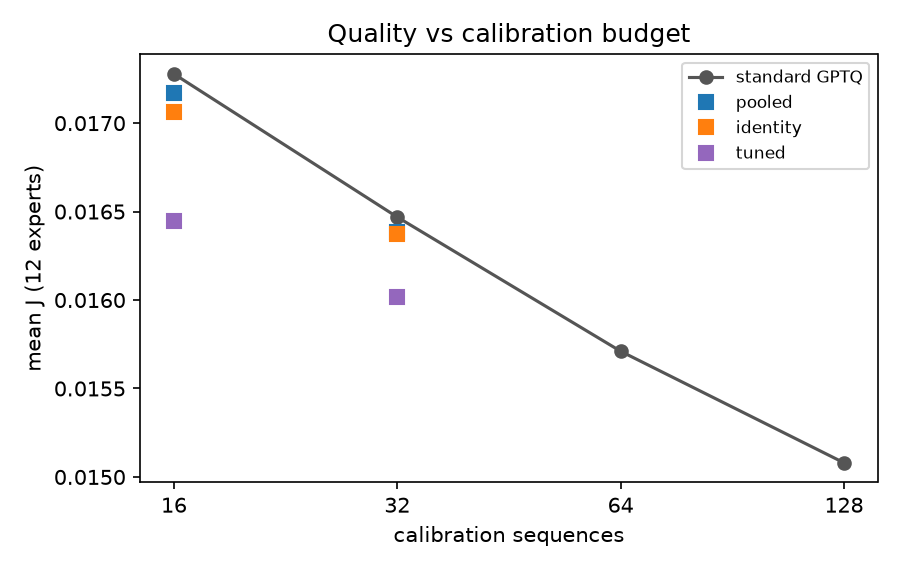 Quality vs calibration budget
standard GPTQ
pooled
identity
tuned
mean J (12 experts)
0.0170
0.0165
0.0160
0.0155
0.0150
16
32
64
128
calibration sequences